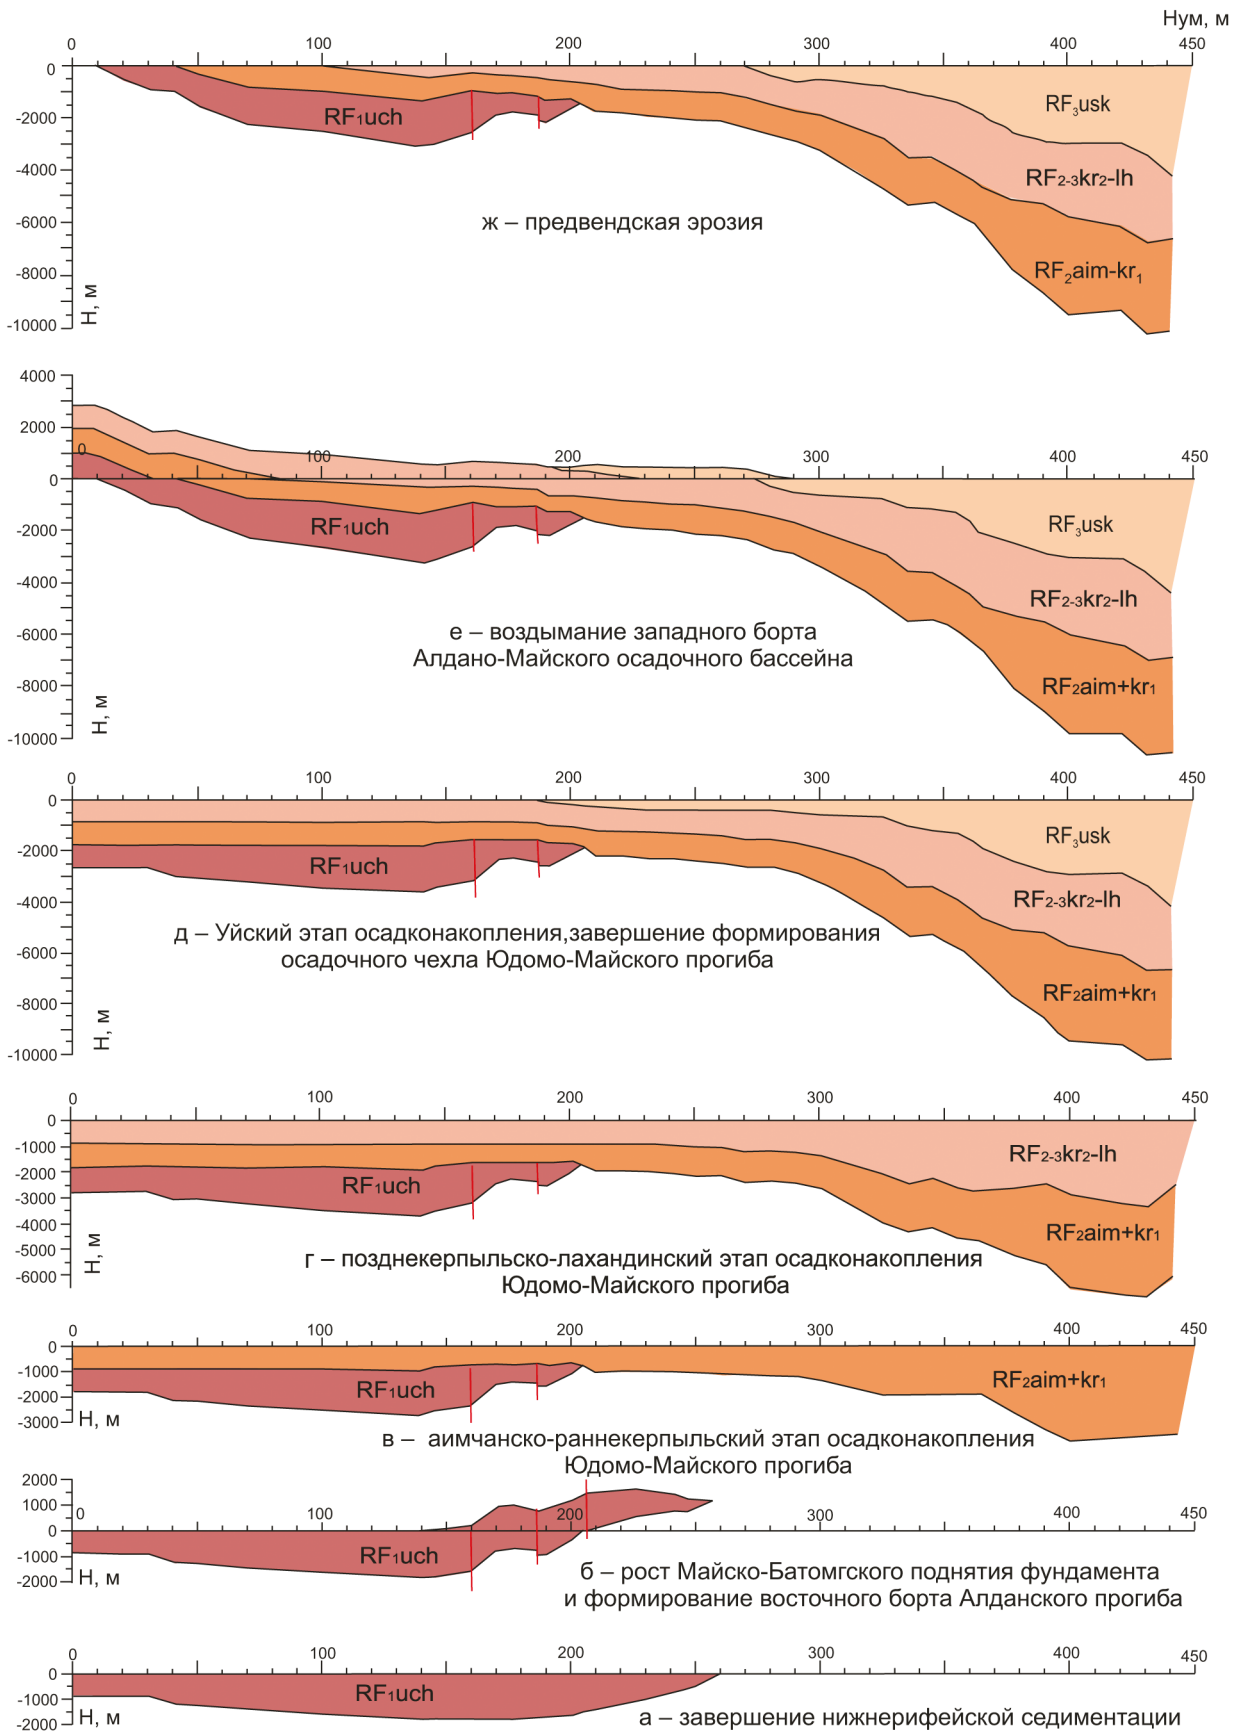 Нум, м
0 100 200 300 400 450
0
-2000
-4000
-6000
-8000
-10000
Н, м
RF₁uch
RF₃usk
RF₂₋₃kr₂-lh
RF₂aim-kr₁
ж – предвендская эрозия
4000
2000
0
-2000
-4000
-6000
-8000
-10000
Н, м
0 100 200 300 400 450
RF₁uch
RF₃usk
RF₂₋₃kr₂-lh
RF₂aim+kr₁
е – воздымание западного борта
Алдано-Майского осадочного бассейна
0 100 200 300 400 450
0
-2000
-4000
-6000
-8000
-10000
Н, м
RF₁uch
RF₃usk
RF₂₋₃kr₂-lh
RF₂aim+kr₁
д – Уйский этап осадконакопления,завершение формирования
осадочного чехла Юдомо-Майского прогиба
0 100 200 300 400 450
0
-1000
-2000
-3000
-4000
-5000
-6000
Н, м
RF₂₋₃kr₂-lh
RF₁uch
RF₂aim+kr₁
г – позднекерпыльско-лахандинский этап осадконакопления
Юдомо-Майского прогиба
0 100 200 300 400 450
0
-1000
-2000
-3000
Н, м
RF₁uch
RF₂aim+kr₁
в – аимчанско-раннекерпыльский этап осадконакопления
Юдомо-Майского прогиба
2000
1000
0
-1000
-2000
Н, м
0 100 200 300 400 450
RF₁uch
б – рост Майско-Батомгского поднятия фундамента
и формирование восточного борта Алданского прогиба
0 100 200 300 400 450
0
-1000
-2000
Н, м
RF₁uch
а – завершение нижнерифейской седиментации